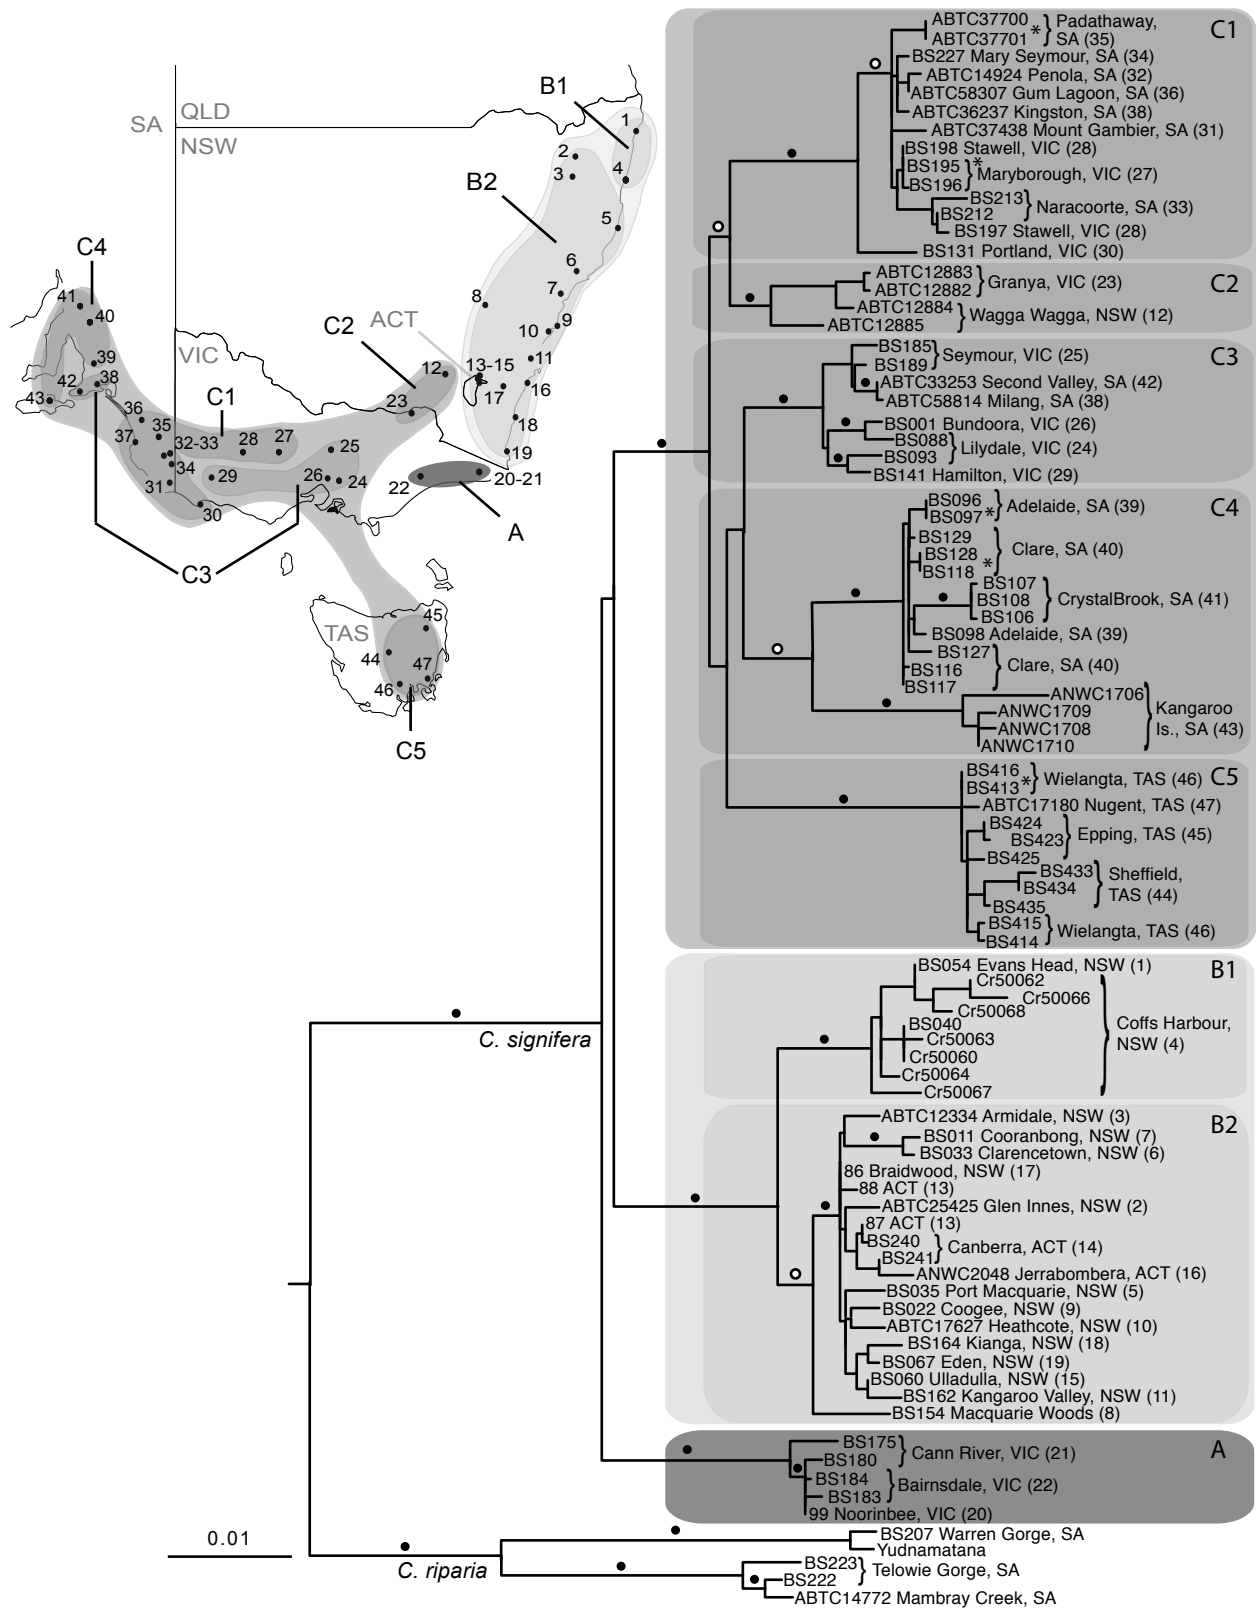 SA
QLD
NSW
VIC
ACT
TAS
B1
B2
C4
C2
C1
C3
A
C5
1
2
3
4
5
6
7
8
9
10
11
12
13-15
16
17
18
19
20-21
22
23
24
25
26
27
28
29
30
31
32-33
34
35
36
37
38
39
40
41
42
43
44
45
46
47
C1
ABTC37700
ABTC37701 * Padathaway, SA (35)
BS227 Mary Seymour, SA (34)
ABTC14924 Penola, SA (32)
ABTC58307 Gum Lagoon, SA (36)
ABTC36237 Kingston, SA (38)
ABTC37438 Mount Gambier, SA (31)
BS198 Stawell, VIC (28)
BS195 *
BS196 Maryborough, VIC (27)
BS213
BS212 Naracoorte, SA (33)
BS197 Stawell, VIC (28)
BS131 Portland, VIC (30)
C2
ABTC12883
ABTC12882 Granya, VIC (23)
ABTC12884
ABTC12885 Wagga Wagga, NSW (12)
C3
BS185
BS189 Seymour, VIC (25)
ABTC33253 Second Valley, SA (42)
ABTC58814 Milang, SA (38)
BS001 Bundoora, VIC (26)
BS088
BS093 Lilydale, VIC (24)
BS141 Hamilton, VIC (29)
C4
BS096
BS097 * Adelaide, SA (39)
BS129
BS128
BS118 * Clare, SA (40)
BS107
BS108
BS106 CrystalBrook, SA (41)
BS098 Adelaide, SA (39)
BS127
BS116
BS117 Clare, SA (40)
ANWC1706
ANWC1709
ANWC1708
ANWC1710 Kangaroo Is., SA (43)
C5
BS416
BS413 * Wielangta, TAS (46)
ABTC17180 Nugent, TAS (47)
BS424
BS423
BS425 Epping, TAS (45)
BS433
BS434
BS435 Sheffield, TAS (44)
BS415
BS414 Wielangta, TAS (46)
B1
BS054 Evans Head, NSW (1)
Cr50062
Cr50066
Cr50068
BS040
Cr50063
Cr50060
Cr50064
Cr50067
Coffs Harbour, NSW (4)
B2
ABTC12334 Armidale, NSW (3)
BS011 Cooranbong, NSW (7)
BS033 Clarencetown, NSW (6)
86 Braidwood, NSW (17)
88 ACT (13)
ABTC25425 Glen Innes, NSW (2)
87 ACT (13)
BS240
BS241 Canberra, ACT (14)
ANWC2048 Jerrabombera, ACT (16)
BS035 Port Macquarie, NSW (5)
BS022 Coogee, NSW (9)
ABTC17627 Heathcote, NSW (10)
BS164 Kianga, NSW (18)
BS067 Eden, NSW (19)
BS060 Ulladulla, NSW (15)
BS162 Kangaroo Valley, NSW (11)
BS154 Macquarie Woods (8)
A
BS175
BS180 Cann River, VIC (21)
BS184
BS183 Bairnsdale, VIC (22)
99 Noorinbee, VIC (20)
BS207 Warren Gorge, SA
Yudnamatana
BS223
BS222 Telowie Gorge, SA
ABTC14772 Mambray Creek, SA
C. signifera
C. riparia
0.01